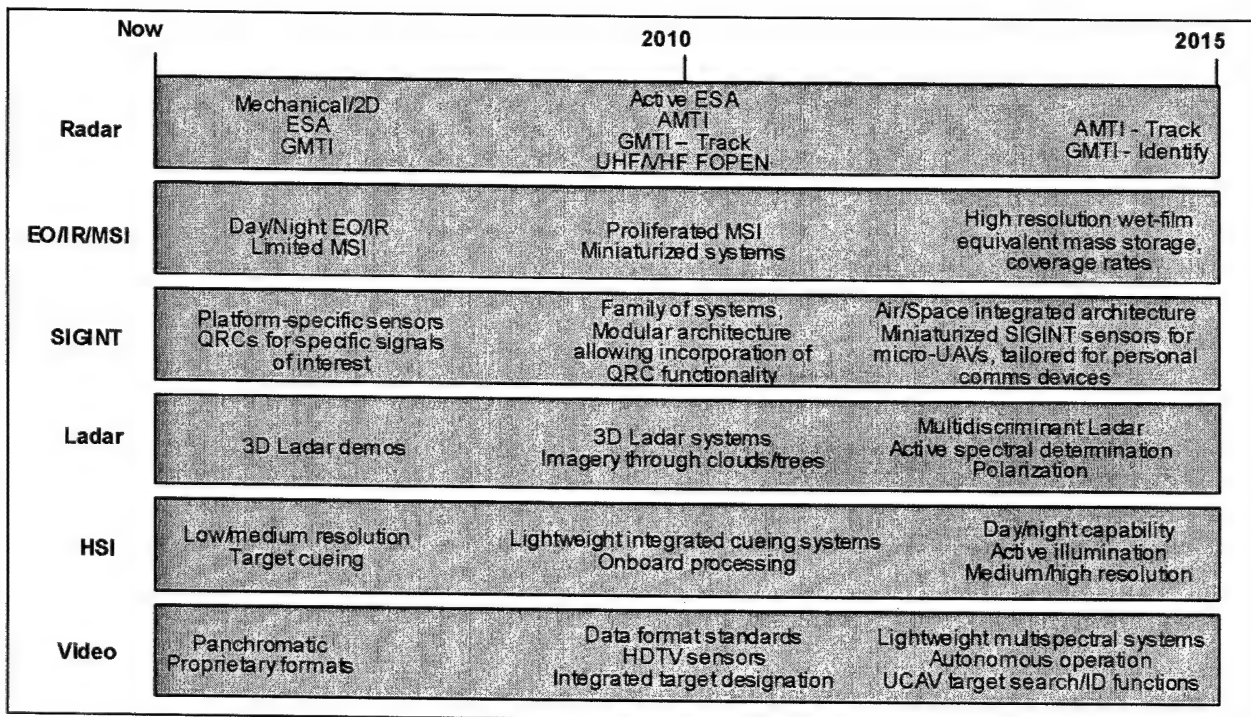 Now 2010 2015
Radar
Mechanical/2D
ESA
GMTI
Active ESA
AMTI
GMTI – Track
UHF/VHF FOPEN
AMTI - Track
GMTI - Identify
EO/IR/MSI
Day/Night EO/IR
Limited MSI
Proliferated MSI
Miniaturized systems
High resolution wet-film
equivalent mass storage,
coverage rates
SIGINT
Platform-specific sensors
QRCs for specific signals
of interest
Family of systems,
Modular architecture
allowing incorporation of
QRC functionality
Air/Space integrated architecture
Miniaturized SIGINT sensors for
micro-UAVs, tailored for personal
comms devices
Ladar
3D Ladar demos
3D Ladar systems
Imagery through clouds/trees
Multidiscriminant Ladar
Active spectral determination
Polarization
HSI
Low/medium resolution
Target cueing
Lightweight integrated cueing systems
Onboard processing
Day/night capability
Active illumination
Medium/high resolution
Video
Panchromatic
Proprietary formats
Data format standards
HDTV sensors
Integrated target designation
Lightweight multispectral systems
Autonomous operation
UCAV target search/ID functions